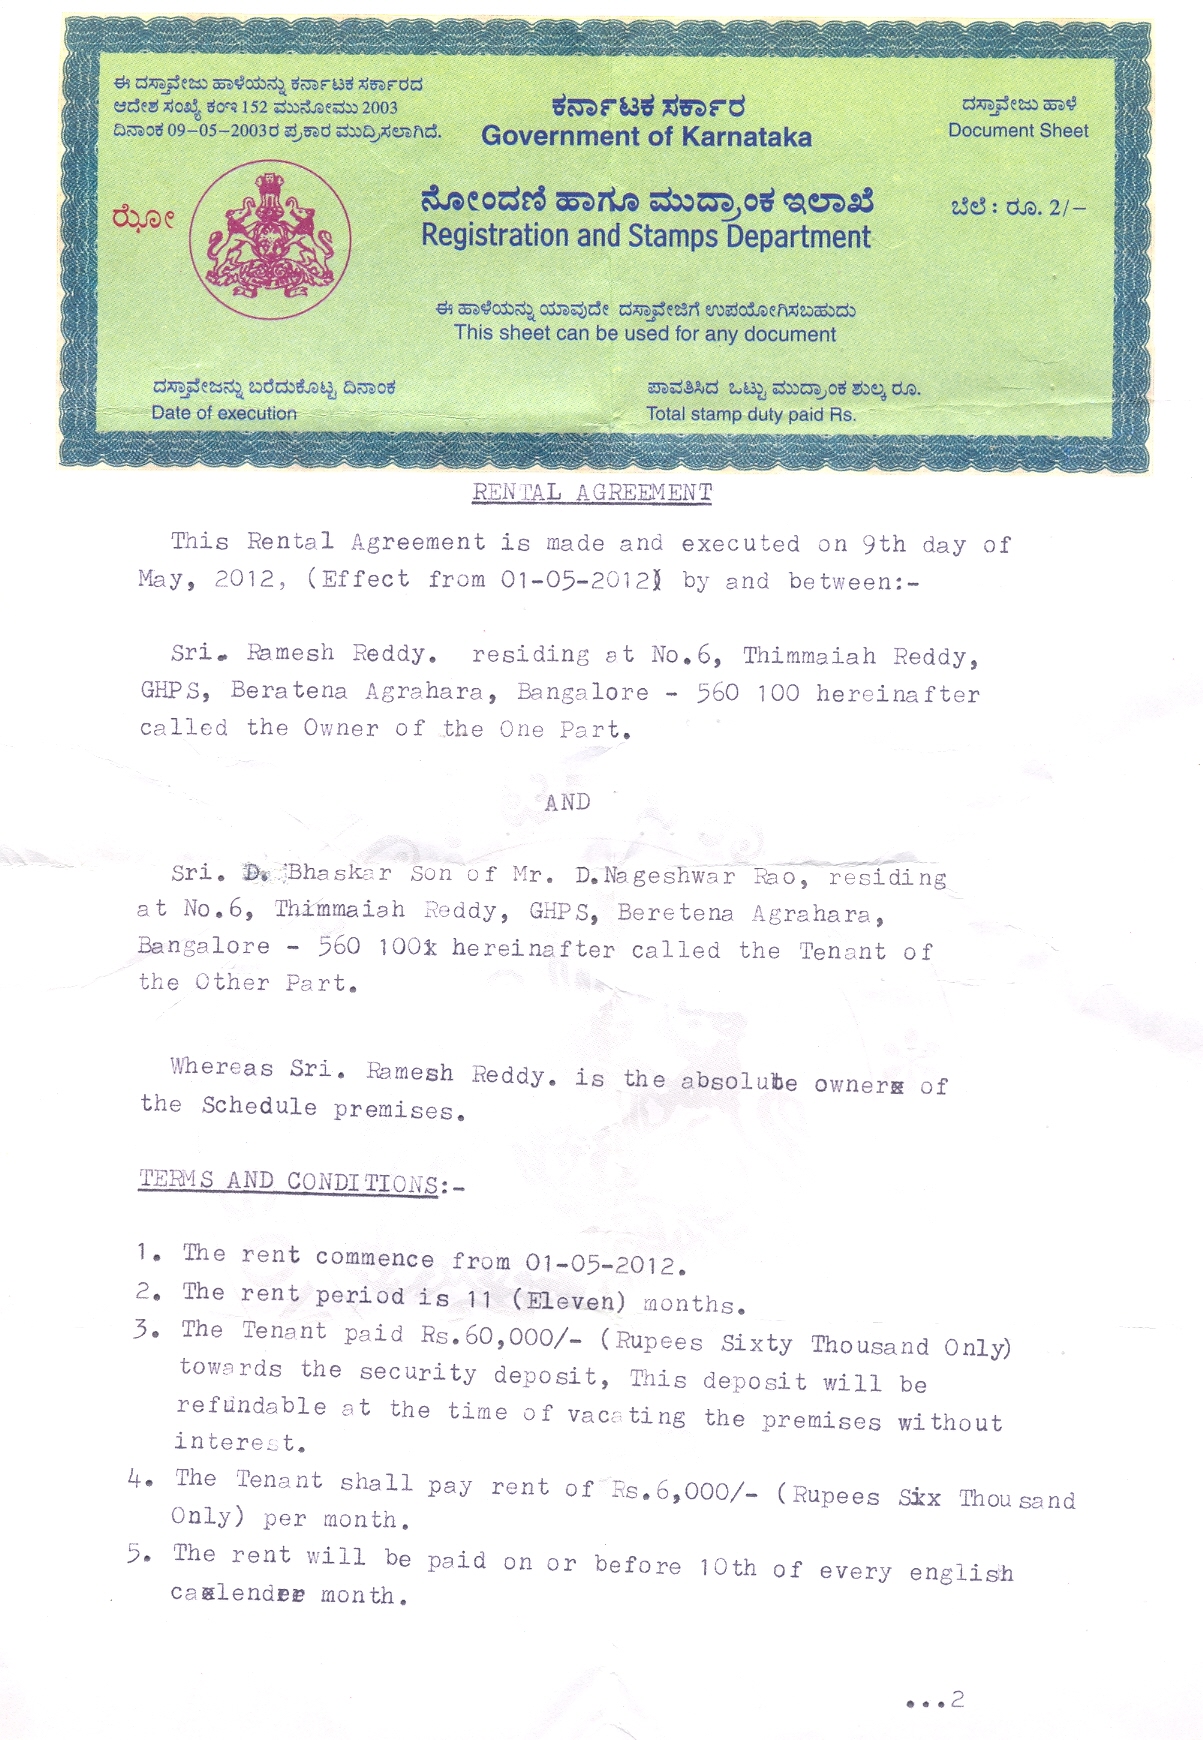 ಈ ದಸ್ತಾವೇಜು ಹಾಳೆಯನ್ನು ಕರ್ನಾಟಕ ಸರ್ಕಾರದ
ಆದೇಶ ಸಂಖ್ಯೆ ಕಂಇ 152 ಮುನೋಮು 2003
ದಿನಾಂಕ 09-05-2003ರ ಪ್ರಕಾರ ಮುದ್ರಿಸಲಾಗಿದೆ.
ಕರ್ನಾಟಕ ಸರ್ಕಾರ
Government of Karnataka
ದಸ್ತಾವೇಜು ಹಾಳೆ
Document Sheet
ಝೋ
ನೋಂದಣಿ ಹಾಗೂ ಮುದ್ರಾಂಕ ಇಲಾಖೆ
Registration and Stamps Department
ಬೆಲೆ : ರೂ. 2/-
ಈ ಹಾಳೆಯನ್ನು ಯಾವುದೇ ದಸ್ತಾವೇಜಿಗೆ ಉಪಯೋಗಿಸಬಹುದು
This sheet can be used for any document
ದಸ್ತಾವೇಜನ್ನು ಬರೆದುಕೊಟ್ಟ ದಿನಾಂಕ
Date of execution
ಪಾವತಿಸಿದ ಒಟ್ಟು ಮುದ್ರಾಂಕ ಶುಲ್ಕ ರೂ.
Total stamp duty paid Rs.
RENTAL AGREEMENT
This Rental Agreement is made and executed on 9th day of
May, 2012, (Effect from 01-05-2012) by and between:-
Sri. Ramesh Reddy. residing at No.6, Thimmaiah Reddy,
GHPS, Beratena Agrahara, Bangalore - 560 100 hereinafter
called the Owner of the One Part.
AND
Sri. D. Bhaskar Son of Mr. D.Nageshwar Rao, residing
at No.6, Thimmaiah Reddy, GHPS, Beretena Agrahara,
Bangalore - 560 100k hereinafter called the Tenant of
the Other Part.
Whereas Sri. Ramesh Reddy. is the absolute owners of
the Schedule premises.
TERMS AND CONDITIONS:-
1. The rent commence from 01-05-2012.
2. The rent period is 11 (Eleven) months.
3. The Tenant paid Rs.60,000/- (Rupees Sixty Thousand Only)
towards the security deposit, This deposit will be
refundable at the time of vacating the premises without
interest.
4. The Tenant shall pay rent of Rs.6,000/- (Rupees Six Thousand
Only) per month.
5. The rent will be paid on or before 10th of every english
calender month.
...2